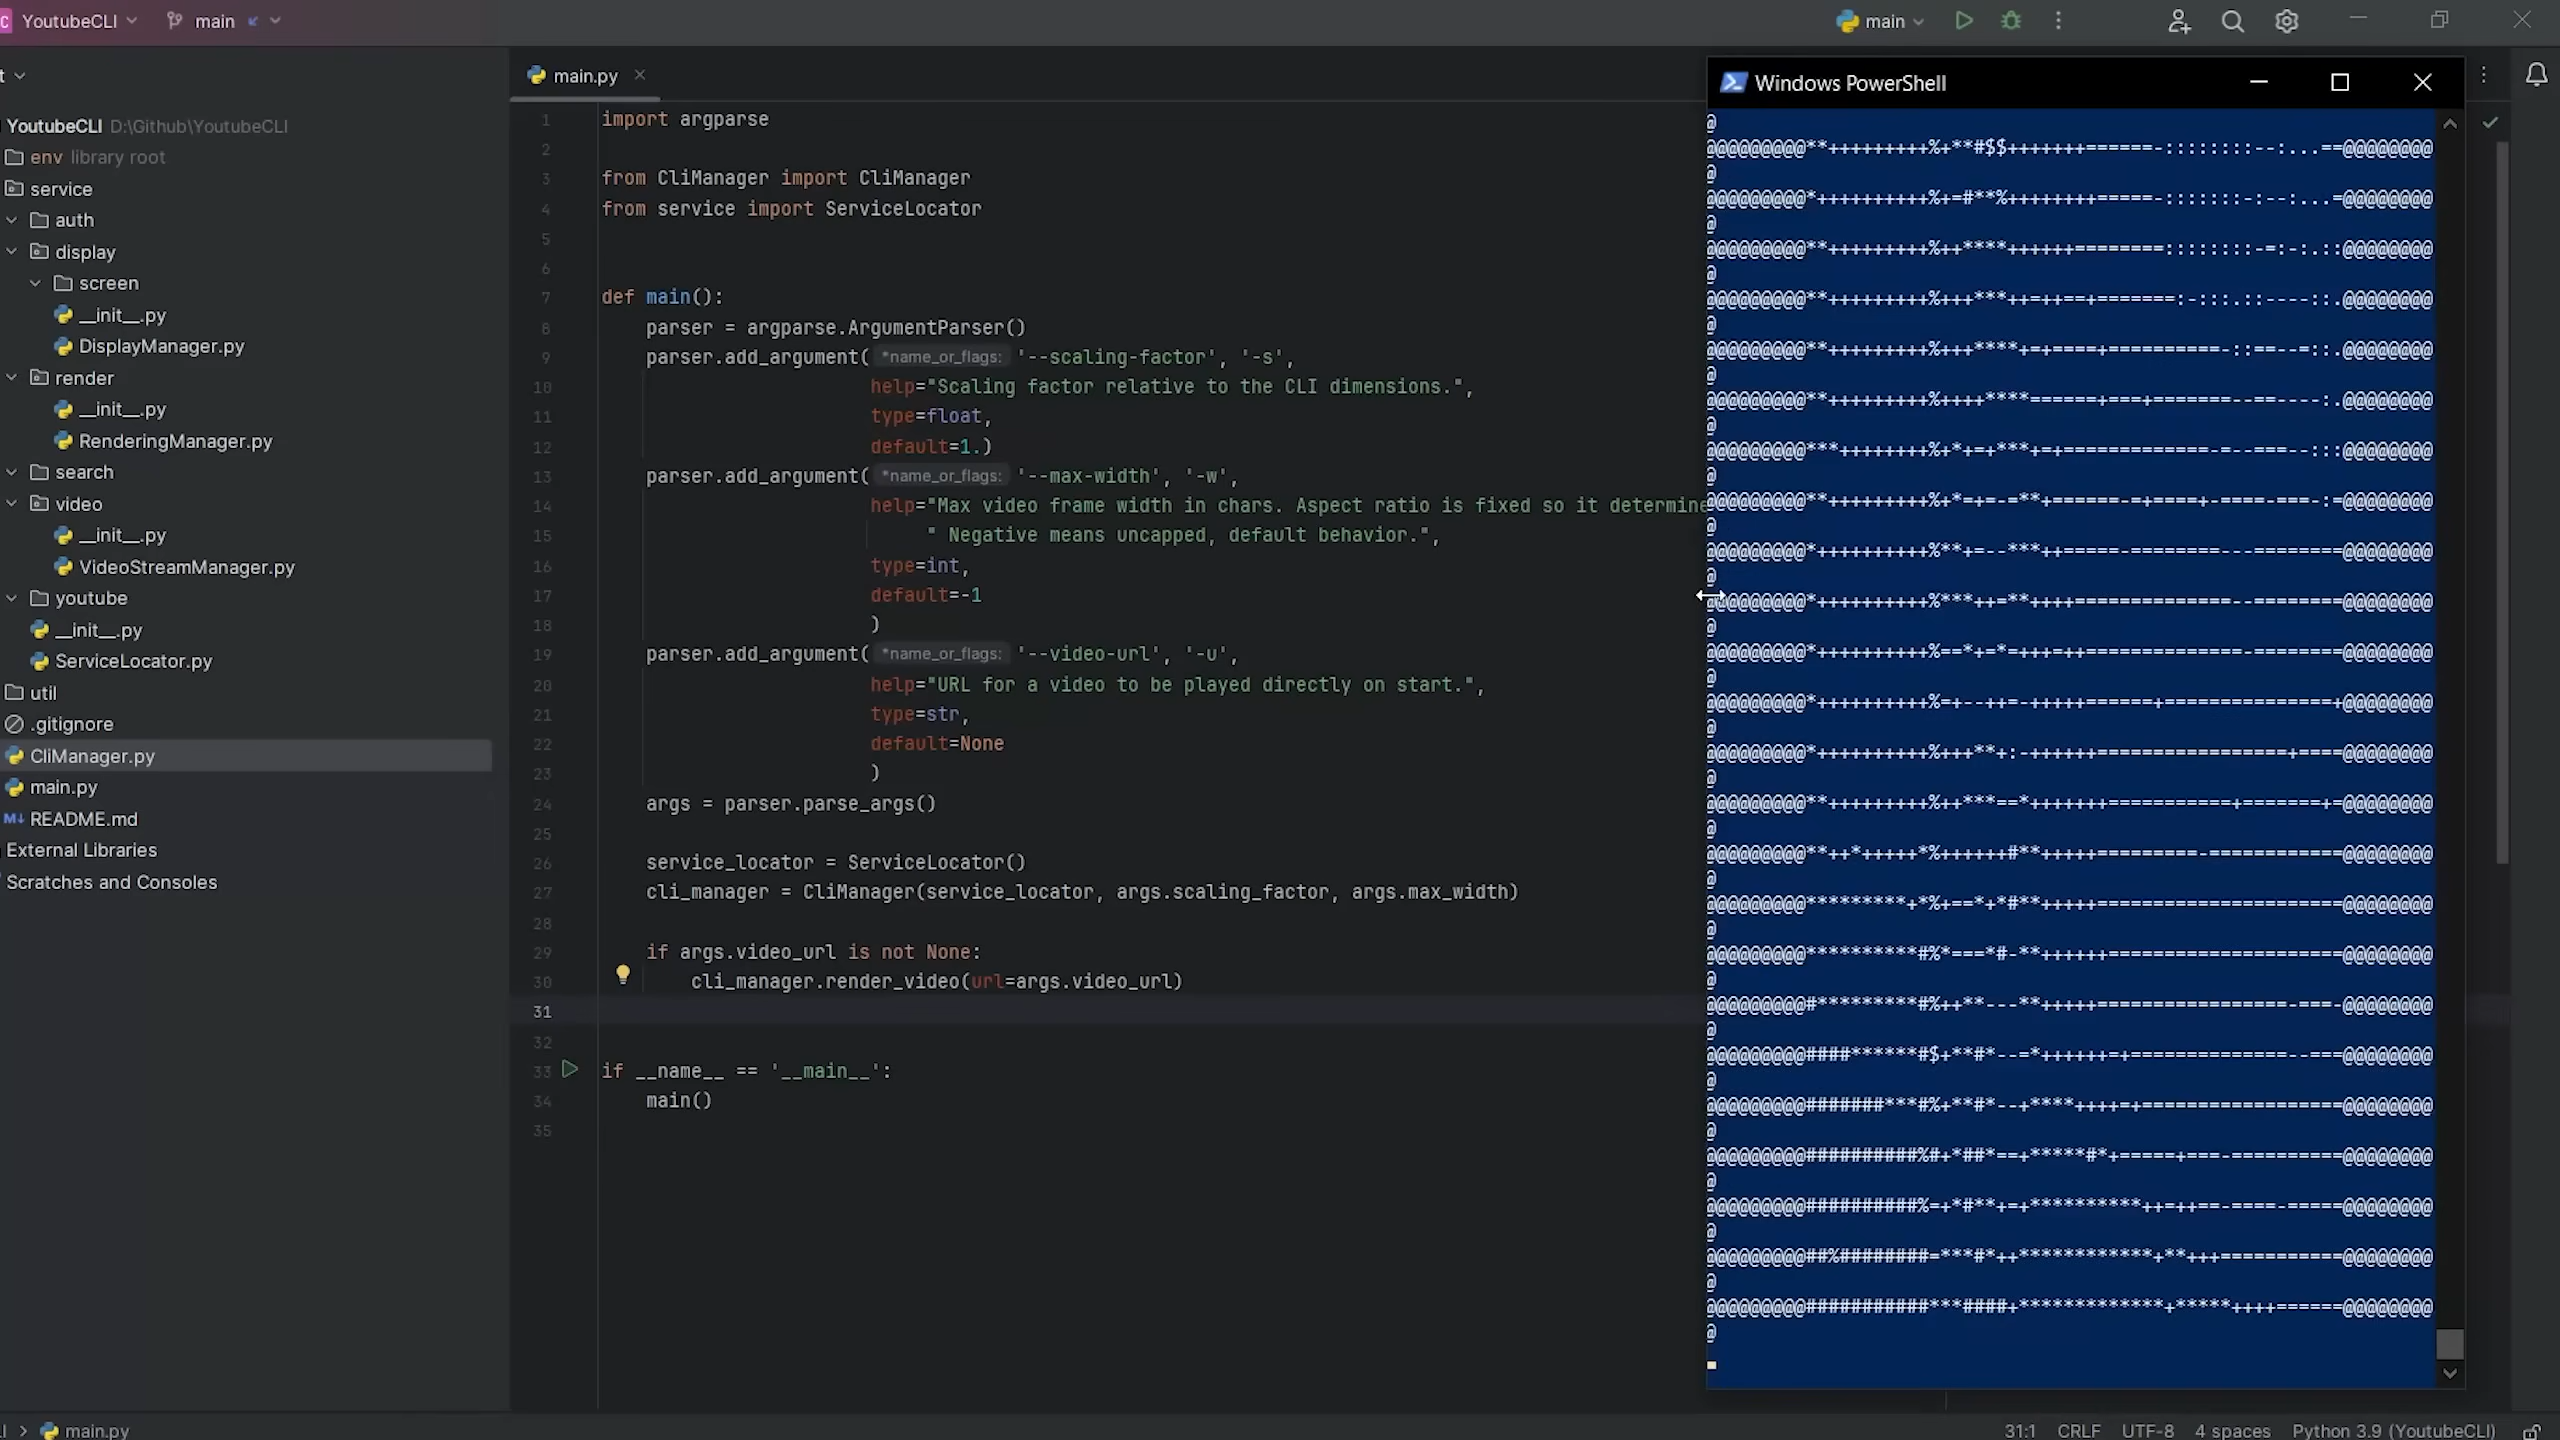 YoutubeCLI
main
main
t
main.py
YoutubeCLI D:\Github\YoutubeCLI
env library root
service
auth
display
screen
__init__.py
DisplayManager.py
render
__init__.py
RenderingManager.py
search
video
__init__.py
VideoStreamManager.py
youtube
__init__.py
ServiceLocator.py
util
.gitignore
CliManager.py
main.py
README.md
External Libraries
Scratches and Consoles
1 import argparse
2
3 from CliManager import CliManager
4 from service import ServiceLocator
5
6
7 def main():
8 parser = argparse.ArgumentParser()
9 parser.add_argument( *name_or_flags: '--scaling-factor', '-s',
10 help="Scaling factor relative to the CLI dimensions.",
11 type=float,
12 default=1.)
13 parser.add_argument( *name_or_flags: '--max-width', '-w',
14 help="Max video frame width in chars. Aspect ratio is fixed so it determine
15 " Negative means uncapped, default behavior.",
16 type=int,
17 default=-1
18 )
19 parser.add_argument( *name_or_flags: '--video-url', '-u',
20 help="URL for a video to be played directly on start.",
21 type=str,
22 default=None
23 )
24 args = parser.parse_args()
25
26 service_locator = ServiceLocator()
27 cli_manager = CliManager(service_locator, args.scaling_factor, args.max_width)
28
29 if args.video_url is not None:
30 cli_manager.render_video(url=args.video_url)
31
32
33 if __name__ == '__main__':
34 main()
35
Windows PowerShell
main.py
31:1 CRLF UTF-8 4 spaces Python 3.9 (YoutubeCLI)